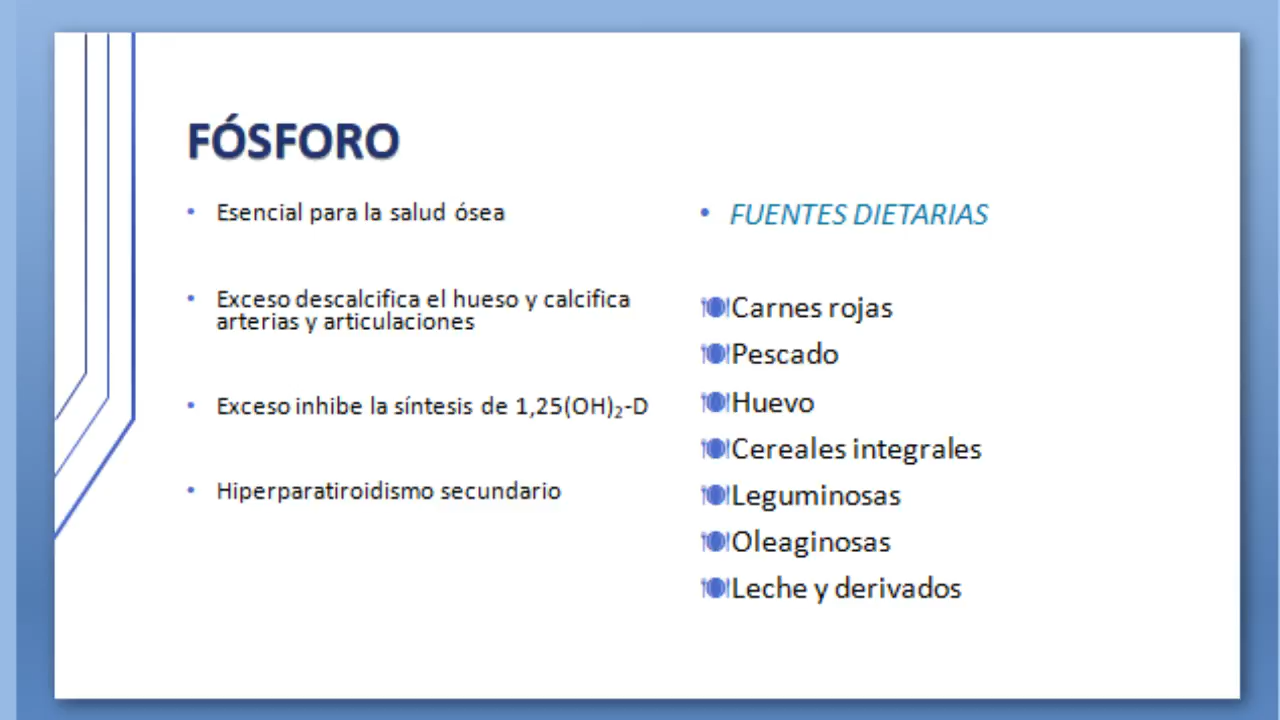 FÓSFORO
• Esencial para la salud ósea
• Exceso descalcifica el hueso y calcifica
arterias y articulaciones
• Exceso inhibe la síntesis de 1,25(OH)₂-D
• Hiperparatiroidismo secundario
• FUENTES DIETARIAS
🍽Carnes rojas
🍽Pescado
🍽Huevo
🍽Cereales integrales
🍽Leguminosas
🍽Oleaginosas
🍽Leche y derivados